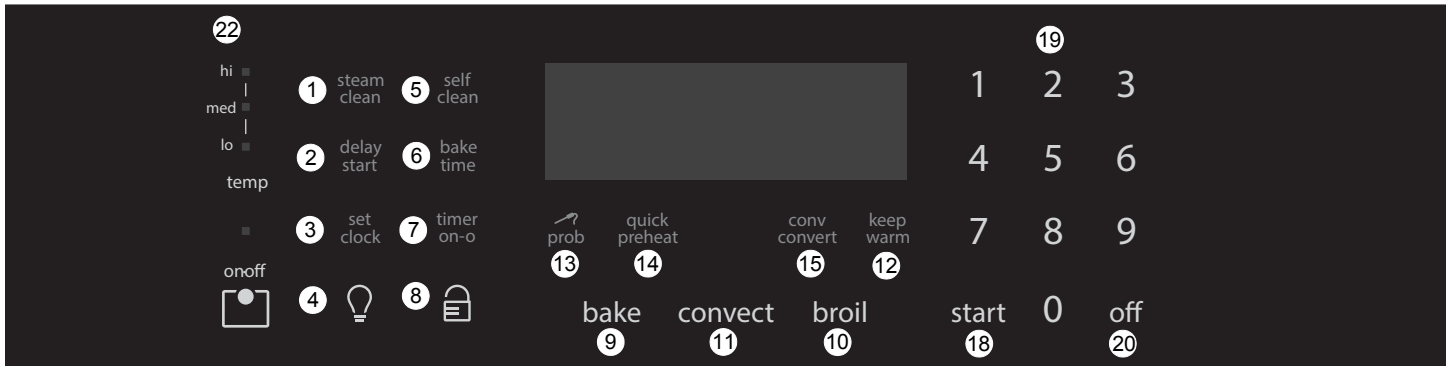 22
hi
med
lo
temp
on-off
1 steam
clean
5 self
clean
2 delay
start
6 bake
time
3 set
clock
7 timer
on-o
4
8
prob
13
quick
preheat
14
conv
convert
15
keep
warm
12
bake
9
convect
11
broil
10
19
1 2 3
4 5 6
7 8 9
start 0 off
18 20